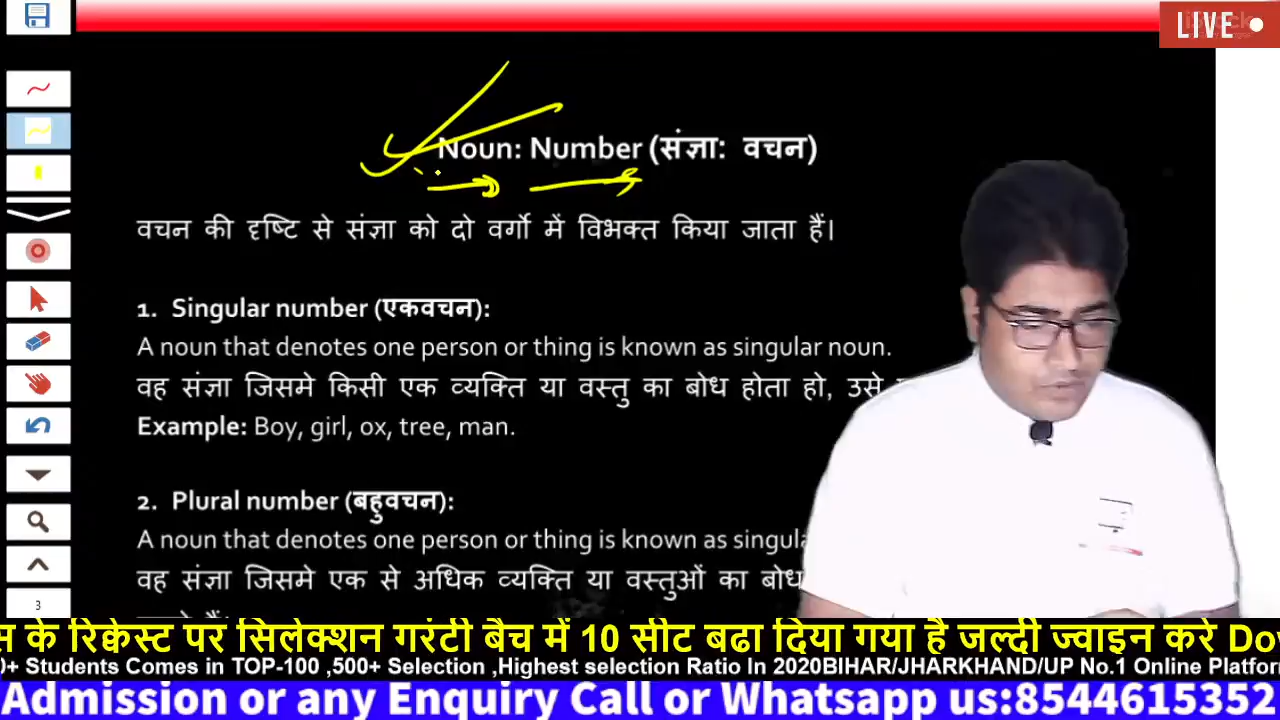 LIVE
Noun: Number (संज्ञा: वचन)
वचन की दृष्टि से संज्ञा को दो वर्गो में विभक्त किया जाता हैं।
1. Singular number (एकवचन):
A noun that denotes one person or thing is known as singular noun.
वह संज्ञा जिसमे किसी एक व्यक्ति या वस्तु का बोध होता हो, उसे
Example: Boy, girl, ox, tree, man.
2. Plural number (बहुवचन):
A noun that denotes one person or thing is known as
वह संज्ञा जिसमे एक से अधिक व्यक्ति या वस्तुओं का बोध
3
के रिक्वेस्ट पर सिलेक्शन गरंटी बैच में 10 सीट बढा दिया गया है जल्दी ज्वाइन करे
0+ Students Comes in TOP-100 ,500+ Selection ,Highest selection Ratio In 2020BIHAR/JHARKHAND/UP No.1 Online
Admission or any Enquiry Call or Whatsapp us:8544615352